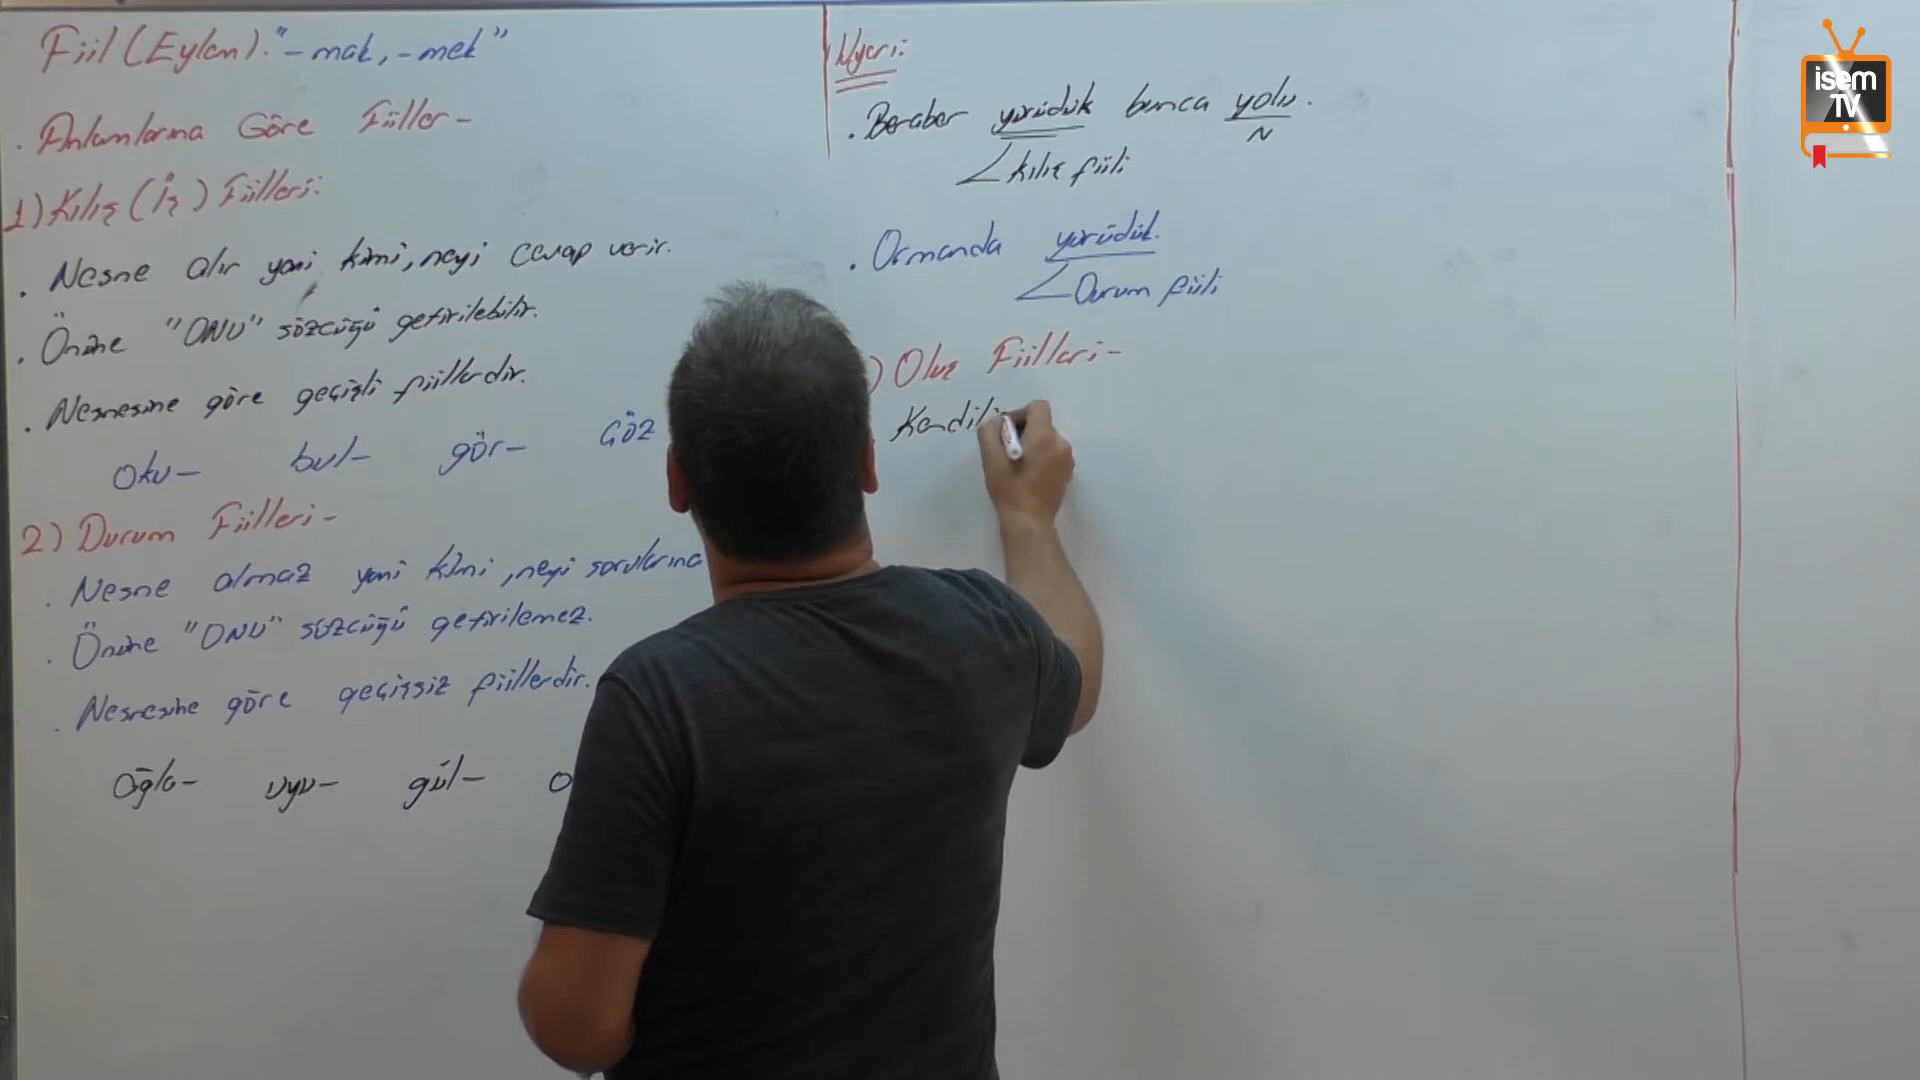 Fiil (Eylem): "-mak, -mek"
. Anlamlarına Göre Fiiller -
1) Kılış (İş) Fiilleri:
. Nesne alır yani kimi, neyi cevap verir.
. Önüne "ONU" sözcüğü getirilebilir.
. Nesnesine göre geçişli fiillerdir.
Oku- bul- gör- çöz
2) Durum Fiilleri -
. Nesne almaz yani kimi, neyi sorularına
. Önüne "ONU" sözcüğü getirilemez.
. Nesnesine göre geçişsiz fiillerdir.
Ağla- uyu- gül-
Uyarı:
. Beraber yürüdük bunca yolu.
N
kılış fiili
. Ormanda yürüdük.
Durum fiili
) Oluş Fiilleri -
Kendili
isem
TV